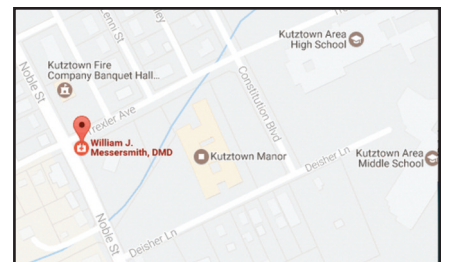 Kutztown Area
High School
Kutztown Fire
Company Banquet Hall...
Noble St
Trexler Ave
Constitution Blvd
William J.
Messersmith, DMD
Kutztown Manor
Deisher Ln
Kutztown Area
Middle School
Noble St
Deisher Ln